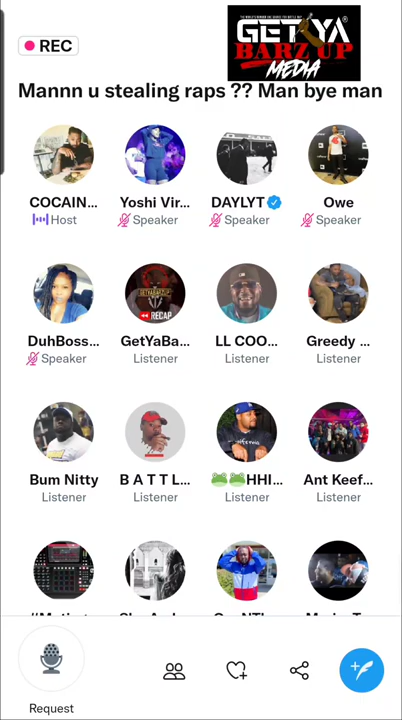 REC
GET YA
BARZ UP
MEDIA
Mannn u stealing raps ?? Man bye man
COCAIN... Yoshi Vir... DAYLYT Owe
Host Speaker Speaker Speaker
DuhBoss... GetYaBa... LL COO... Greedy ...
Speaker Listener Listener Listener
RECAP
Bum Nitty B A T T L... 🐸🐸HHI... Ant Keef...
Listener Listener Listener Listener
Request